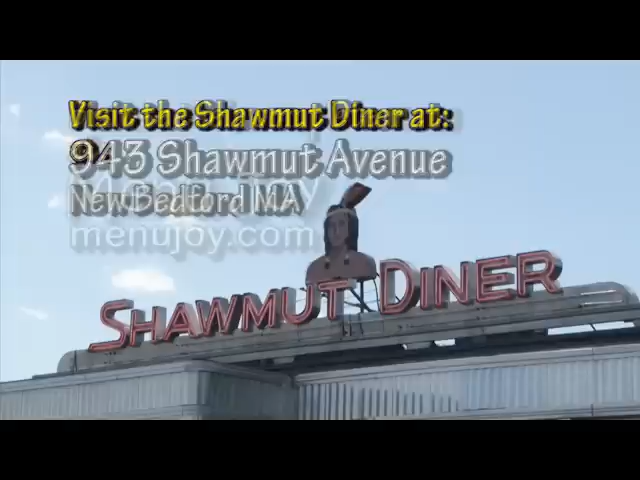 Visit the Shawmut Diner at:
943 Shawmut Avenue
New Bedford MA
menujoy.com
SHAWMUT DINER